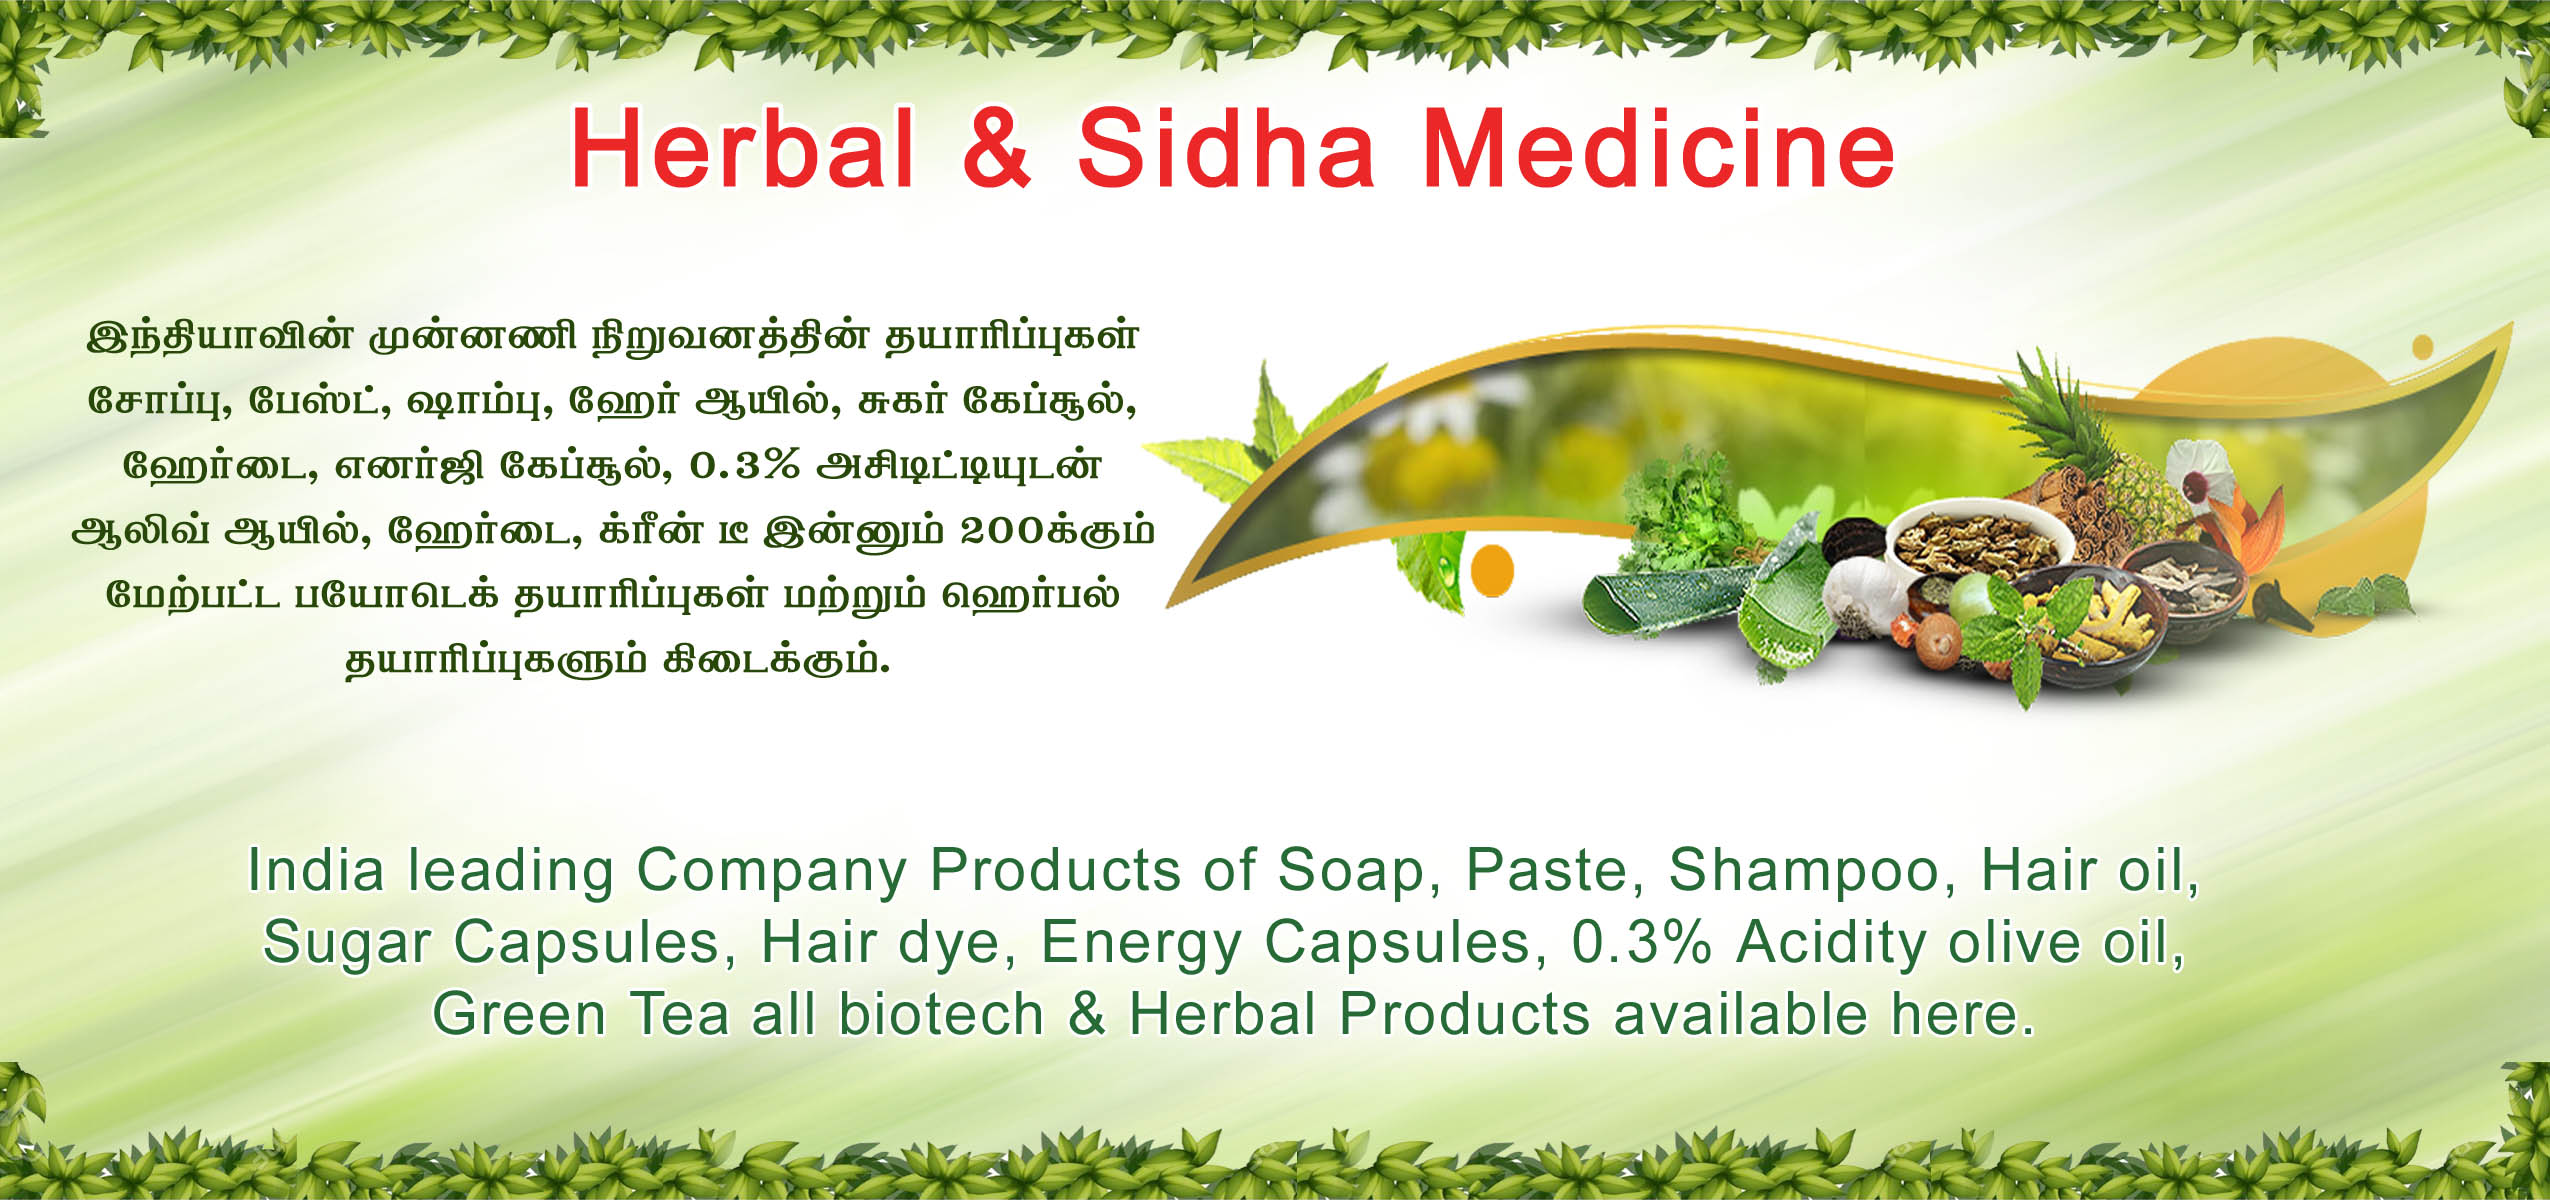 Herbal & Sidha Medicine
இந்தியாவின் முன்னணி நிறுவனத்தின் தயாரிப்புகள்
சோப்பு, பேஸ்ட், ஷாம்பு, ஹேர் ஆயில், சுகர் கேப்சூல்,
ஹேர்டை, எனர்ஜி கேப்சூல், 0.3% அசிடிட்டியுடன்
ஆலிவ் ஆயில், ஹேர்டை, க்ரீன் டீ இன்னும் 200க்கும்
மேற்பட்ட பயோடெக் தயாரிப்புகள் மற்றும் ஹெர்பல்
தயாரிப்புகளும் கிடைக்கும்.
India leading Company Products of Soap, Paste, Shampoo, Hair oil,
Sugar Capsules, Hair dye, Energy Capsules, 0.3% Acidity olive oil,
Green Tea all biotech & Herbal Products available here.